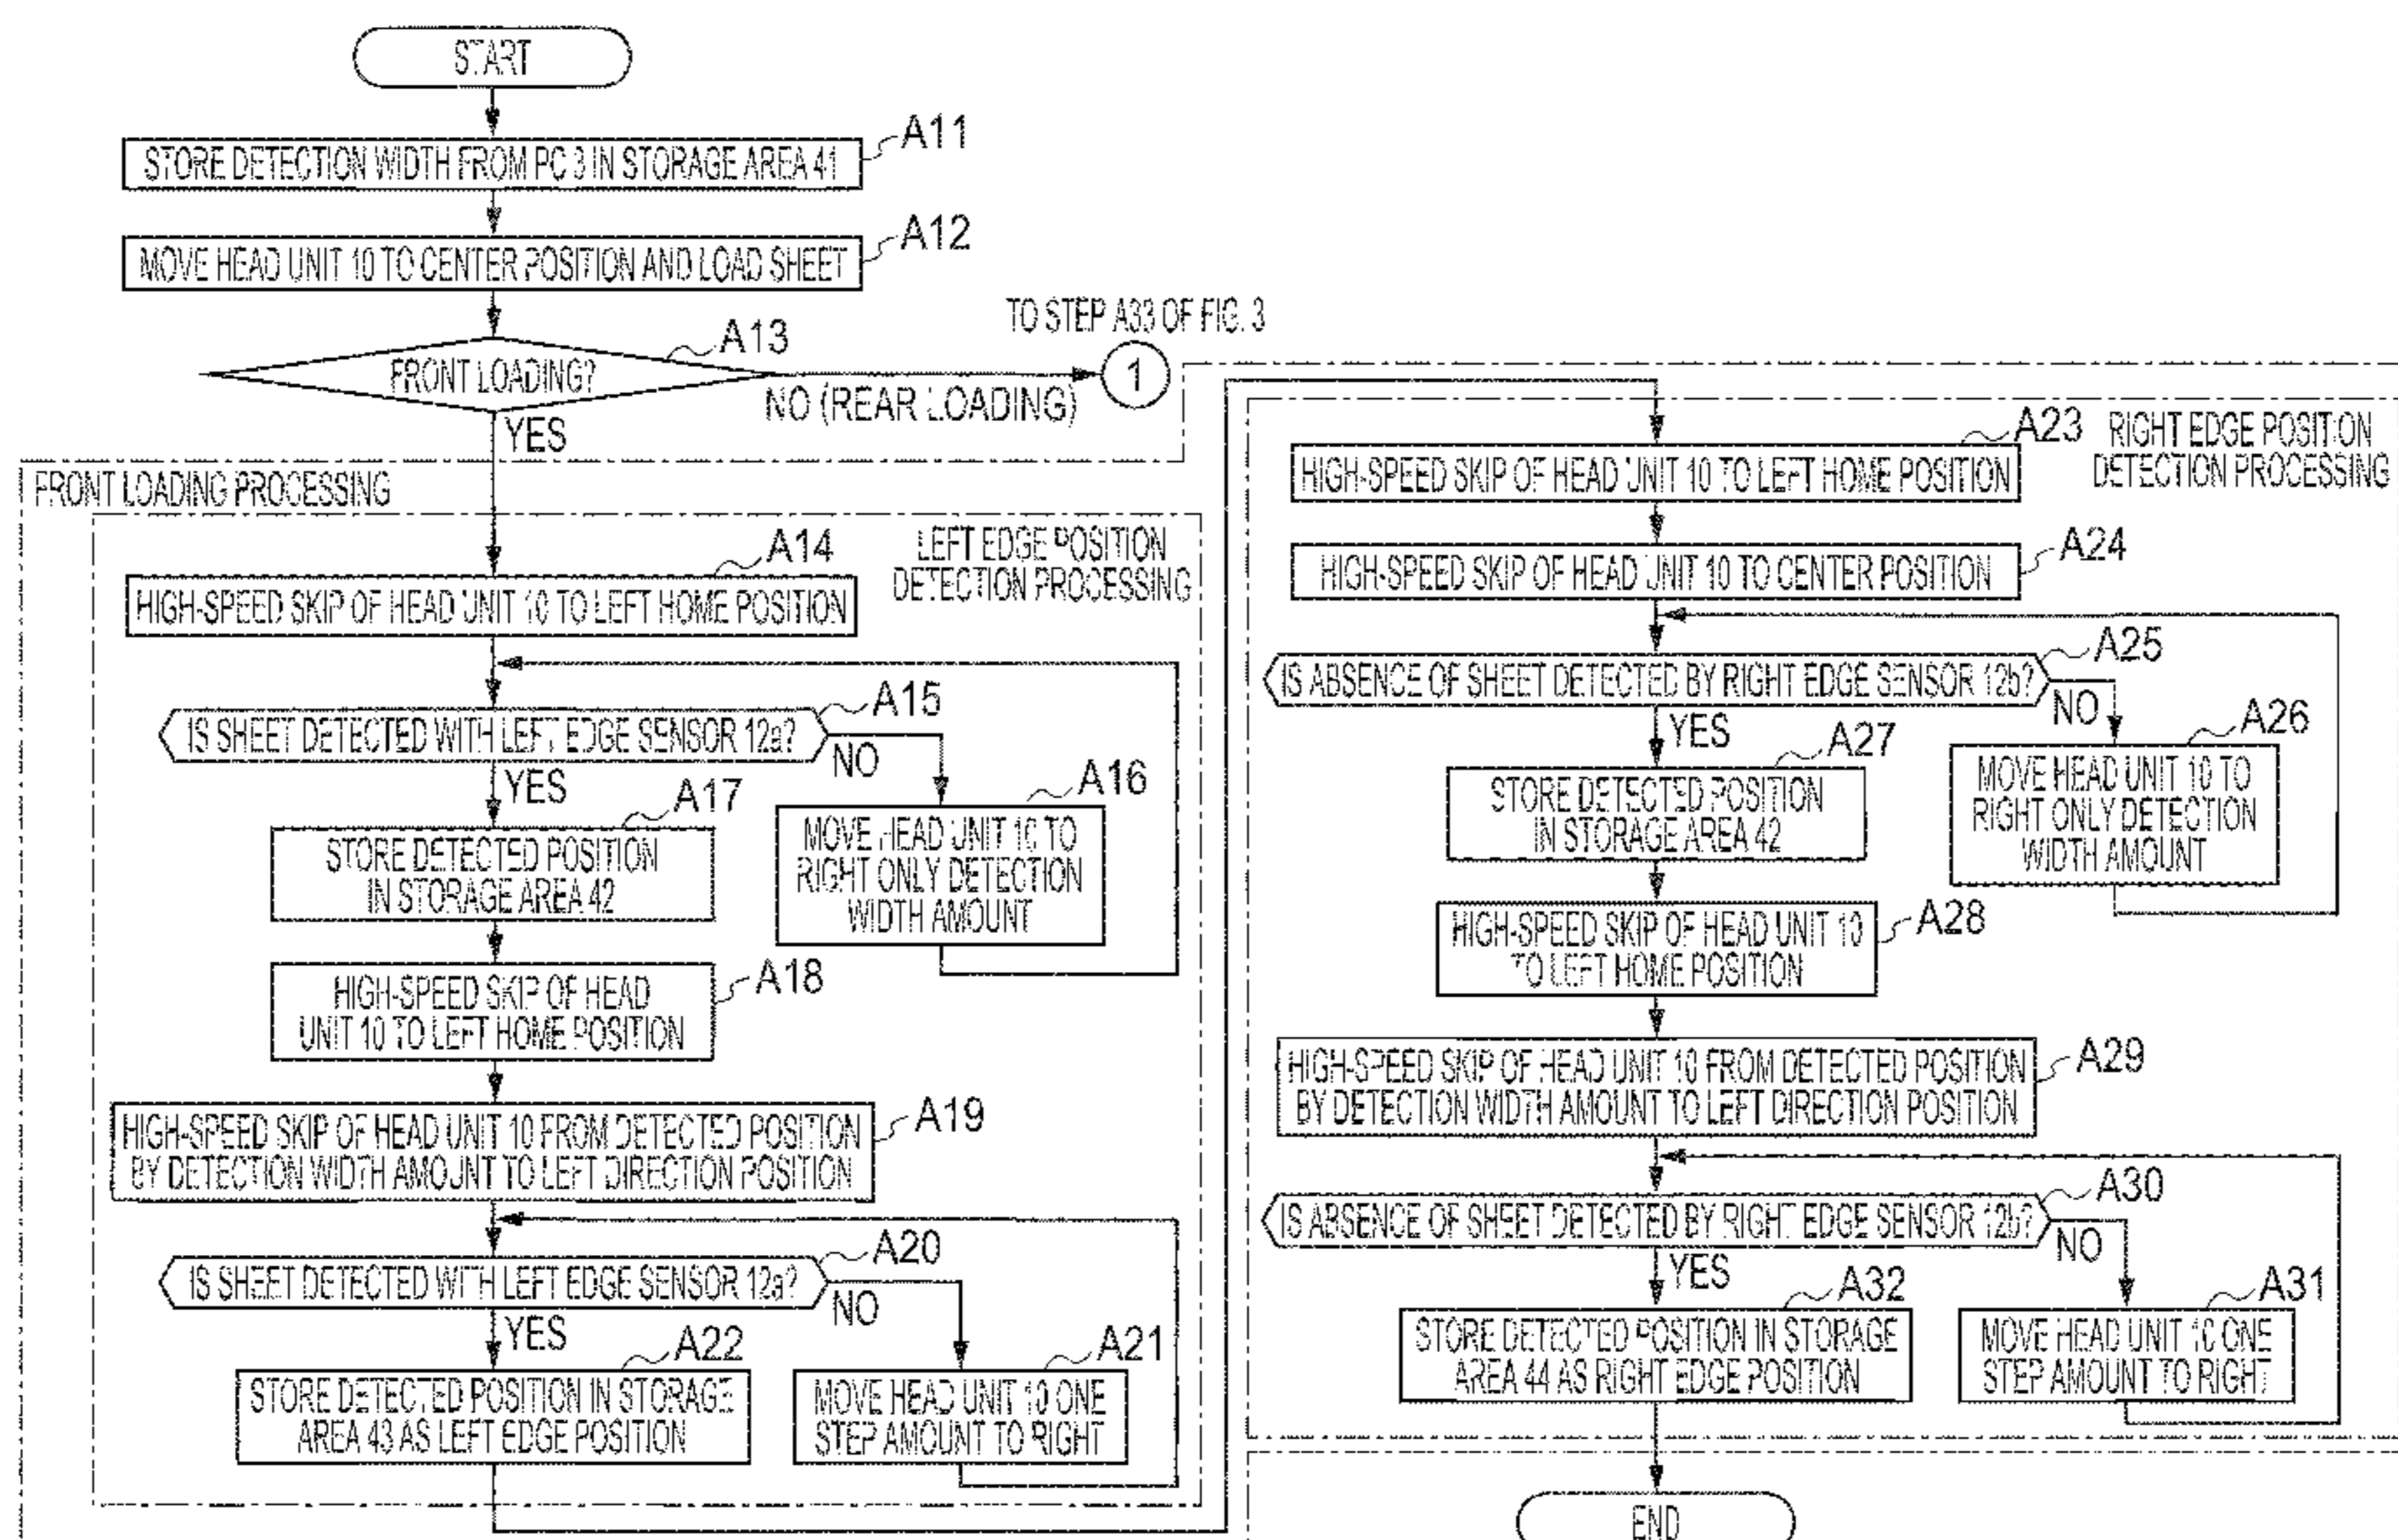 START
A11
STORE DETECTION WIDTH FROM PC 3 IN STORAGE AREA 41
A12
MOVE HEAD UNIT 10 TO CENTER POSITION AND LOAD SHEET
A13
FRONT LOADING?
TO STEP A33 OF FIG. 3
1
NO (REAR LOADING)
YES
FRONT LOADING PROCESSING
LEFT EDGE POSITION
DETECTION PROCESSING
A14
HIGH-SPEED SKIP OF HEAD UNIT 10 TO LEFT HOME POSITION
A15
IS SHEET DETECTED WITH LEFT EDGE SENSOR 12a?
NO
YES
A16
MOVE HEAD UNIT 10 TO
RIGHT ONLY DETECTION
WIDTH AMOUNT
A17
STORE DETECTED POSITION
IN STORAGE AREA 42
A18
HIGH-SPEED SKIP OF HEAD
UNIT 10 TO LEFT HOME POSITION
A19
HIGH-SPEED SKIP OF HEAD UNIT 10 FROM DETECTED POSITION
BY DETECTION WIDTH AMOUNT TO LEFT DIRECTION POSITION
A20
IS SHEET DETECTED WITH LEFT EDGE SENSOR 12a?
NO
YES
A21
MOVE HEAD UNIT 10 ONE
STEP AMOUNT TO RIGHT
A22
STORE DETECTED POSITION IN STORAGE
AREA 43 AS LEFT EDGE POSITION
RIGHT EDGE POSITION
DETECTION PROCESSING
A23
HIGH-SPEED SKIP OF HEAD UNIT 10 TO LEFT HOME POSITION
A24
HIGH-SPEED SKIP OF HEAD UNIT 10 TO CENTER POSITION
A25
IS ABSENCE OF SHEET DETECTED BY RIGHT EDGE SENSOR 12b?
NO
YES
A26
MOVE HEAD UNIT 10 TO
RIGHT ONLY DETECTION
WIDTH AMOUNT
A27
STORE DETECTED POSITION
IN STORAGE AREA 42
A28
HIGH-SPEED SKIP OF HEAD UNIT 10
TO LEFT HOME POSITION
A29
HIGH-SPEED SKIP OF HEAD UNIT 10 FROM DETECTED POSITION
BY DETECTION WIDTH AMOUNT TO LEFT DIRECTION POSITION
A30
IS ABSENCE OF SHEET DETECTED BY RIGHT EDGE SENSOR 12b?
NO
YES
A31
MOVE HEAD UNIT 10 ONE
STEP AMOUNT TO RIGHT
A32
STORE DETECTED POSITION IN STORAGE
AREA 44 AS RIGHT EDGE POSITION
END